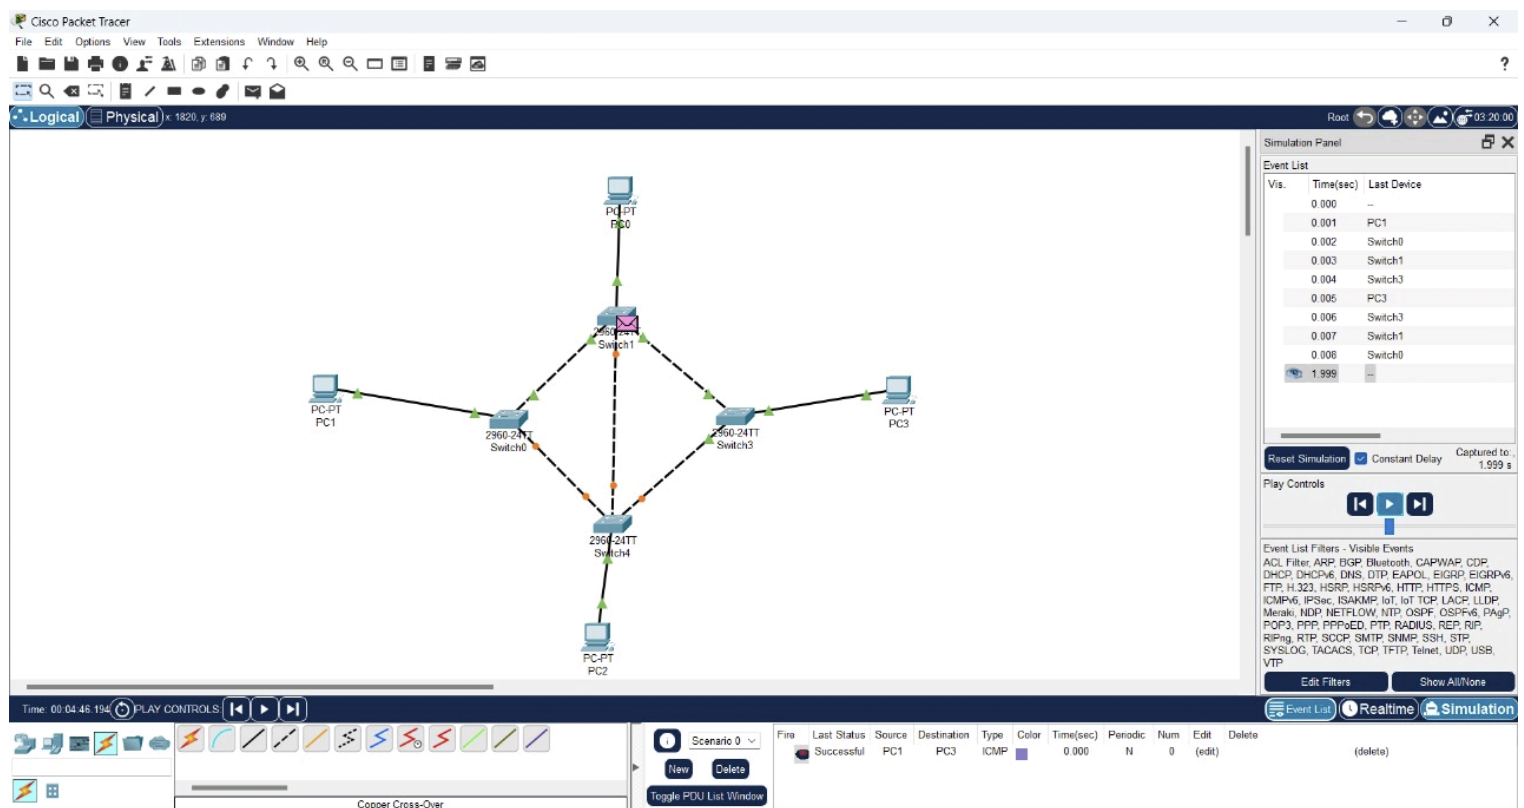 Cisco Packet Tracer
File Edit Options View Tools Extensions Window Help
?
Logical Physical x: 1820, y: 689 Root 03:20:00
Simulation Panel
Event List
Vis. Time(sec) Last Device
0.000 --
0.001 PC1
0.002 Switch0
0.003 Switch1
0.004 Switch3
0.005 PC3
0.006 Switch3
0.007 Switch1
0.008 Switch0
1.999 --
Reset Simulation Constant Delay Captured to:
1.999 s
Play Controls
Event List Filters - Visible Events
ACL Filter, ARP, BGP, Bluetooth, CAPWAP, CDP,
DHCP, DHCPv6, DNS, DTP, EAPOL, EIGRP, EIGRPv6,
FTP, H.323, HSRP, HSRPv6, HTTP, HTTPS, ICMP,
ICMPv6, IPSec, ISAKMP, IoT, IoT TCP, LACP, LLDP,
Meraki, NDP, NETFLOW, NTP, OSPF, OSPFv6, PAgP,
POP3, PPP, PPPoED, PTP, RADIUS, REP, RIP,
RIPng, RTP, SCCP, SMTP, SNMP, SSH, STP,
SYSLOG, TACACS, TCP, TFTP, Telnet, UDP, USB,
VTP
Edit Filters Show All/None
PC-PT
PC0
2960-24TT
Switch1
PC-PT
PC1
2960-24TT
Switch0
2960-24TT
Switch3
PC-PT
PC3
2960-24TT
Switch4
PC-PT
PC2
Time: 00:04:46.194 PLAY CONTROLS: Event List Realtime Simulation
Copper Cross-Over
Scenario 0
New Delete
Toggle PDU List Window
Fire Last Status Source Destination Type Color Time(sec) Periodic Num Edit Delete
Successful PC1 PC3 ICMP 0.000 N 0 (edit) (delete)